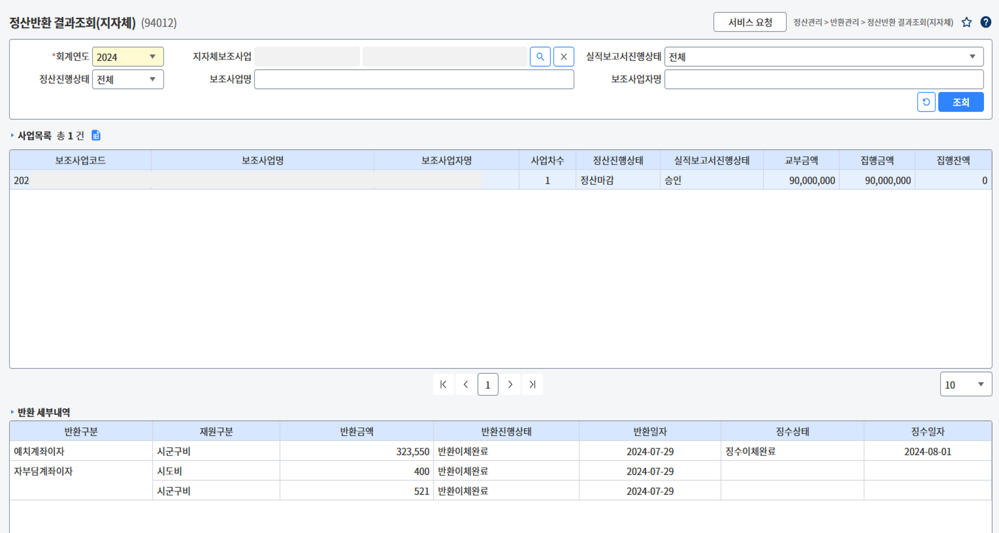 정산반환 결과조회(지자체) (94012)
서비스 요청
정산관리 > 반환관리 > 정산반환 결과조회(지자체)
*회계연도 2024 지자체보조사업 실적보고서진행상태 전체
정산진행상태 전체 보조사업명 보조사업자명
조회
사업목록 총 1 건
보조사업코드 보조사업명 보조사업자명 사업차수 정산진행상태 실적보고서진행상태 교부금액 집행금액 집행잔액
202 1 정산마감 승인 90,000,000 90,000,000 0
1
10
반환 세부내역
반환구분 재원구분 반환금액 반환진행상태 반환일자 징수상태 징수일자
예치계좌이자 시군구비 323,550 반환이체완료 2024-07-29 징수이체완료 2024-08-01
자부담계좌이자 시도비 400 반환이체완료 2024-07-29
시군구비 521 반환이체완료 2024-07-29